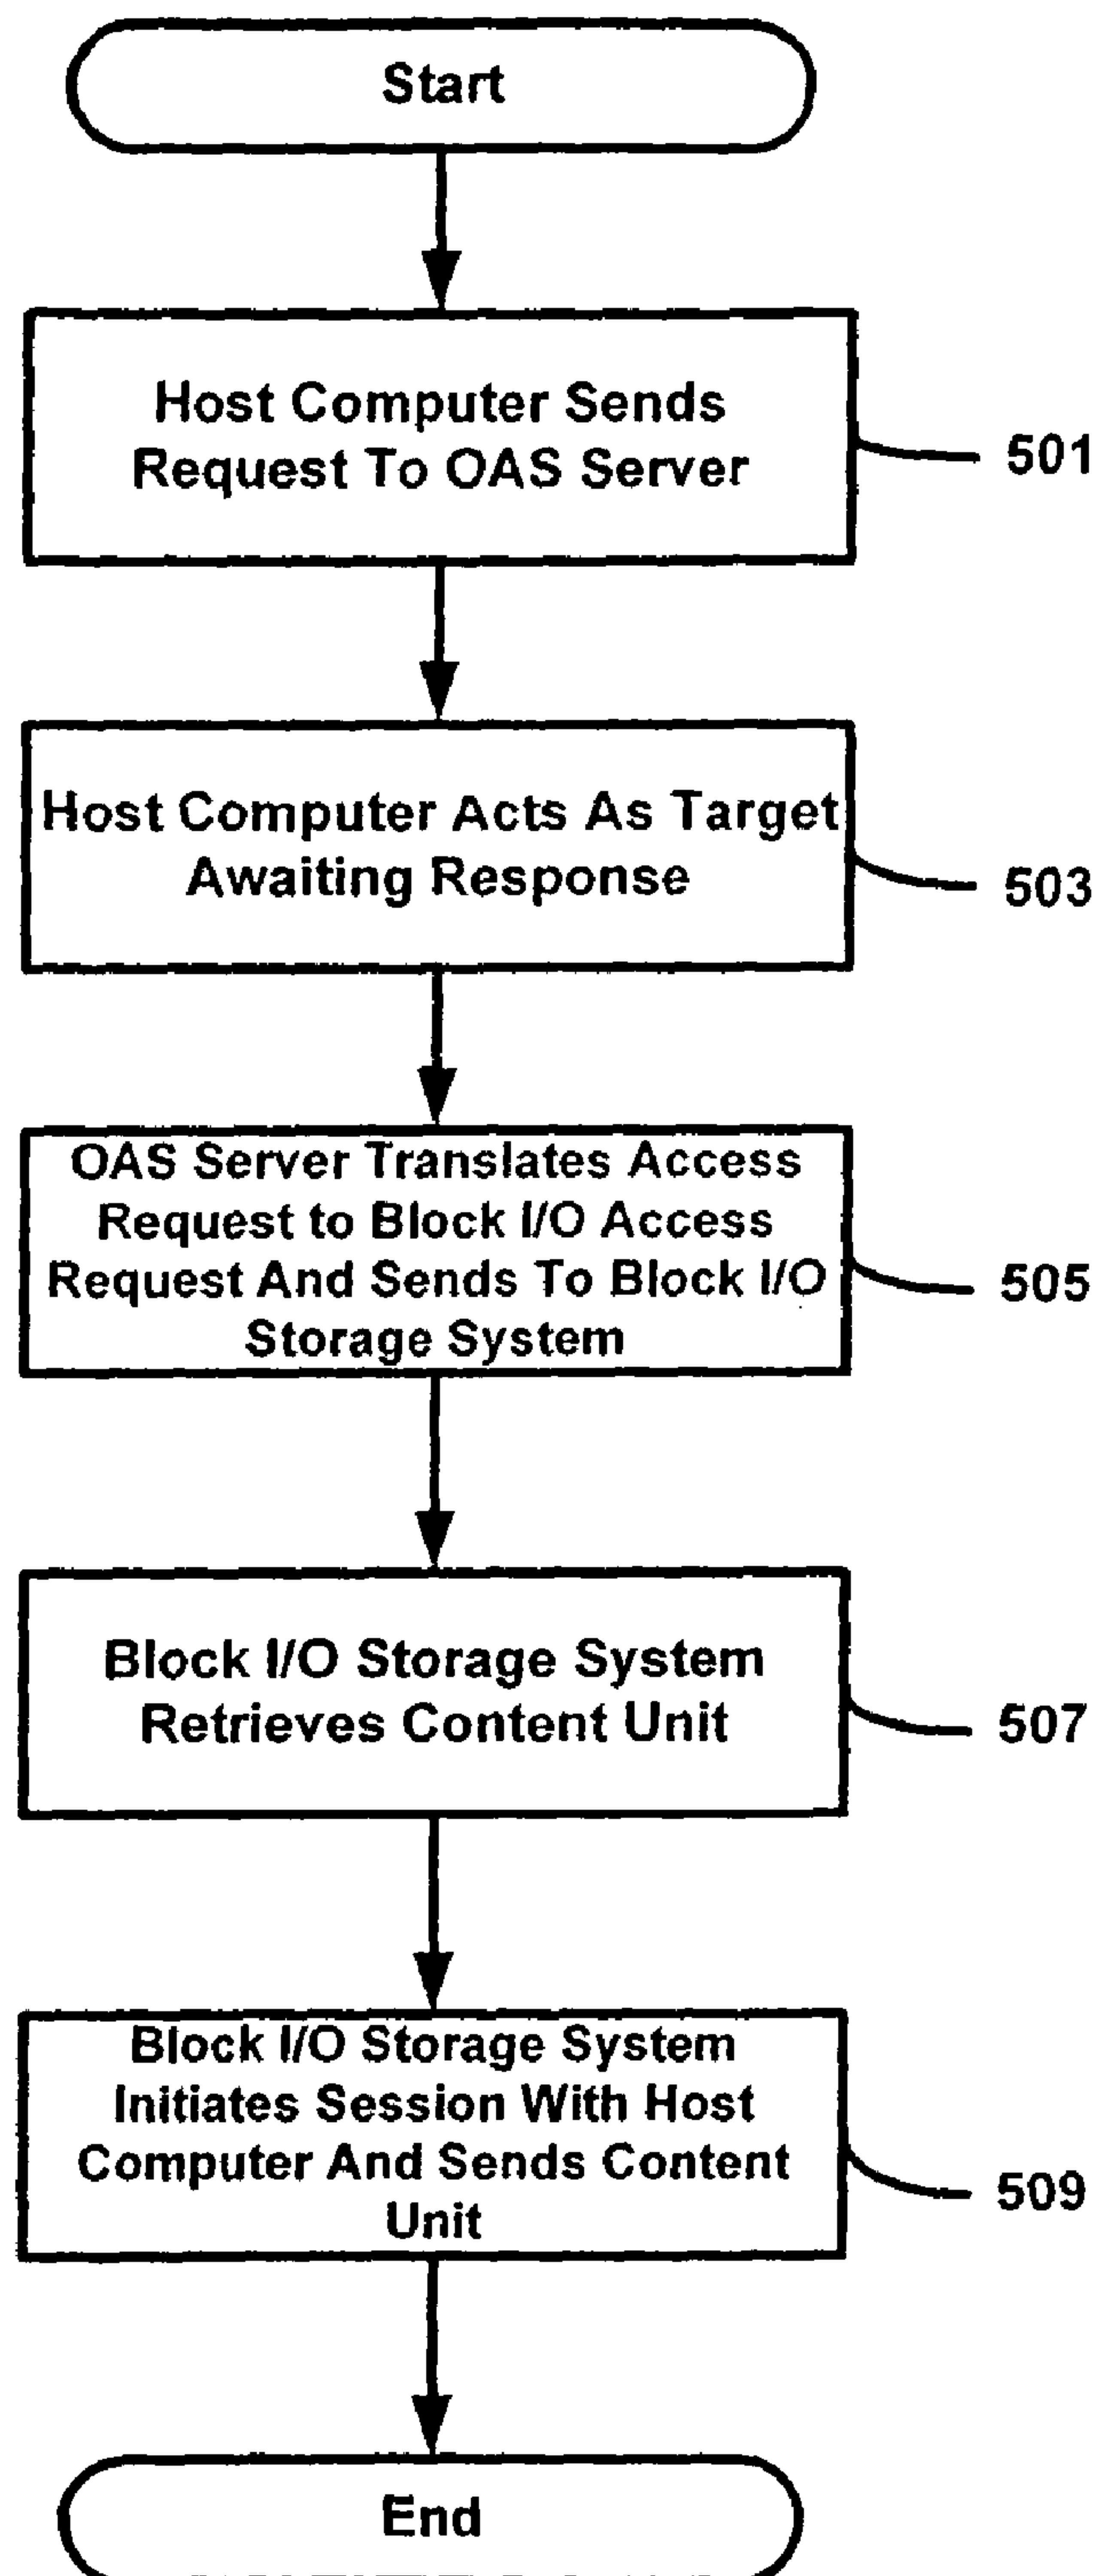 Start
Host Computer Sends
Request To OAS Server
501
Host Computer Acts As Target
Awaiting Response
503
OAS Server Translates Access
Request to Block I/O Access
Request And Sends To Block I/O
Storage System
505
Block I/O Storage System
Retrieves Content Unit
507
Block I/O Storage System
Initiates Session With Host
Computer And Sends Content
Unit
509
End